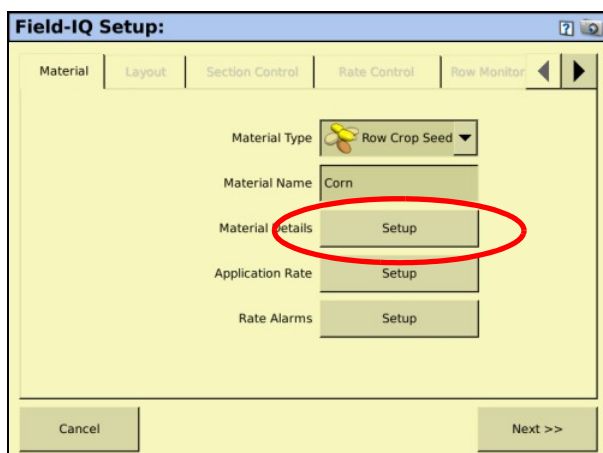 Field-IQ Setup:
Material Layout Section Control Rate Control Row Monitor
Material Type Row Crop Seed
Material Name Corn
Material Details Setup
Application Rate Setup
Rate Alarms Setup
Cancel Next >>